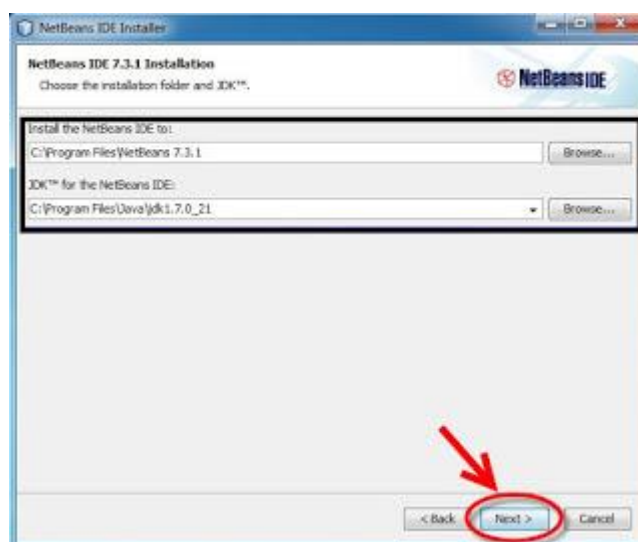 NetBeans IDE Installer
NetBeans IDE 7.3.1 Installation
Choose the installation folder and JDK™.
NetBeans IDE
Install the NetBeans IDE to:
C:\Program Files\NetBeans 7.3.1
Browse...
JDK™ for the NetBeans IDE:
C:\Program Files\Java\jdk1.7.0_21
Browse...
< Back
Next >
Cancel